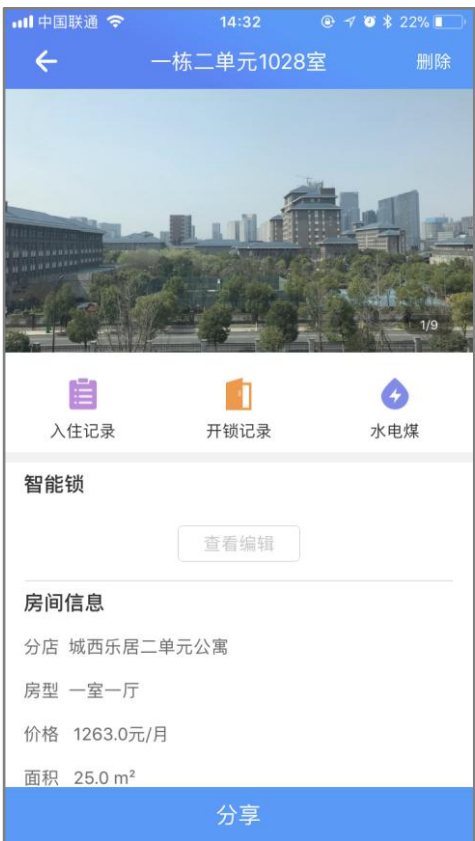 中国联通 14:32 22%
一栋二单元1028室 删除
1/9
入住记录 开锁记录 水电煤
智能锁
查看编辑
房间信息
分店 城西乐居二单元公寓
房型 一室一厅
价格 1263.0元/月
面积 25.0 m²
分享